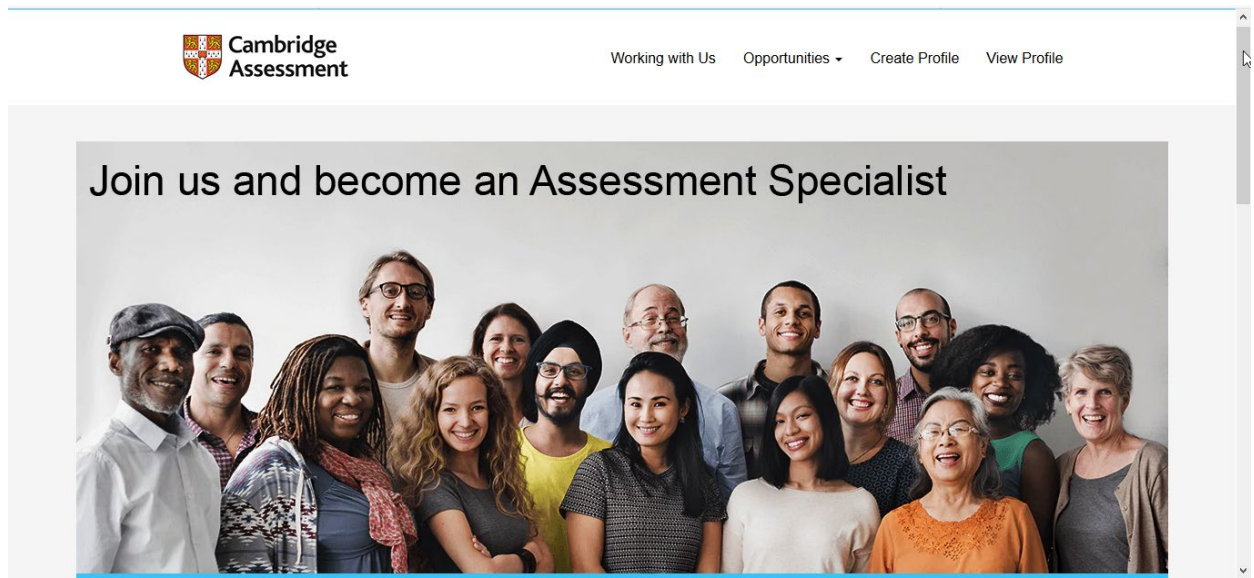 Cambridge
Assessment
Working with Us Opportunities Create Profile View Profile
Join us and become an Assessment Specialist